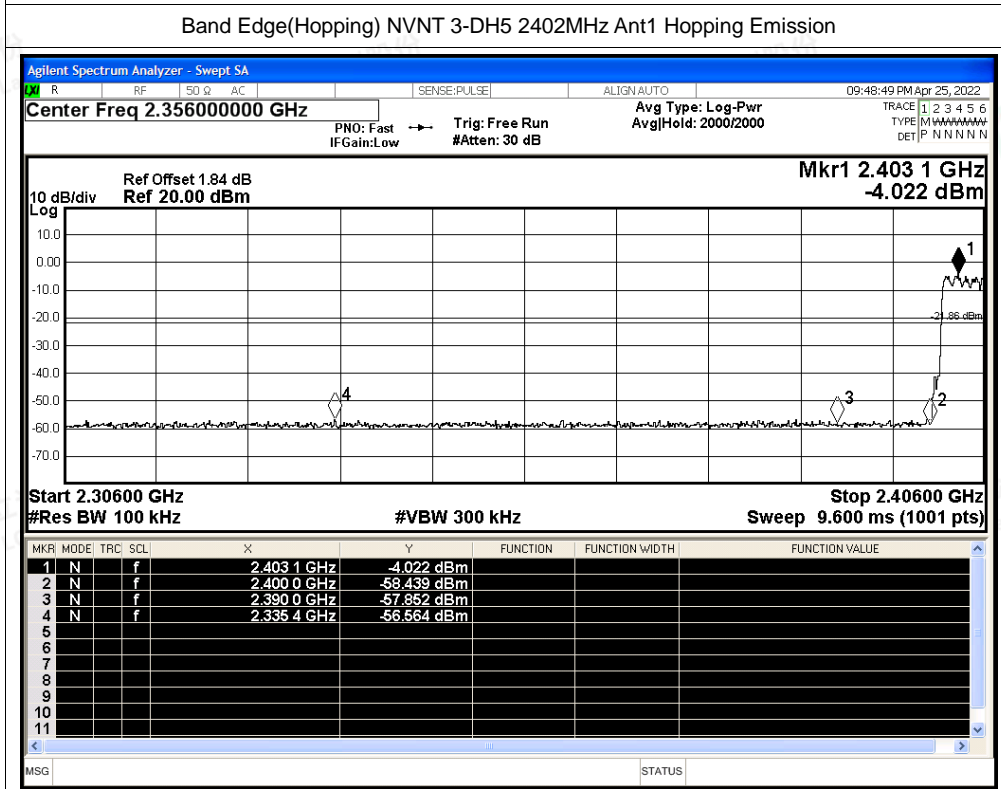 Band Edge(Hopping) NVNT 3-DH5 2402MHz Ant1 Hopping Emission
Agilent Spectrum Analyzer - Swept SA
LXI R RF 50 Ω AC SENSE:PULSE ALIGN AUTO 09:48:49 PM Apr 25, 2022
Center Freq 2.356000000 GHz Avg Type: Log-Pwr TRACE 1 2 3 4 5 6
PNO: Fast Trig: Free Run Avg|Hold: 2000/2000 TYPE M WWWWW
IFGain:Low #Atten: 30 dB DET P N N N N N
Mkr1 2.403 1 GHz
Ref Offset 1.84 dB
10 dB/div Ref 20.00 dBm -4.022 dBm
Log
10.0
0.00 1
-10.0
-20.0 -21.86 dBm
-30.0
-40.0
-50.0 4 3 2
-60.0
-70.0
Start 2.30600 GHz Stop 2.40600 GHz
#Res BW 100 kHz #VBW 300 kHz Sweep 9.600 ms (1001 pts)
MKR MODE TRC SCL X Y FUNCTION FUNCTION WIDTH FUNCTION VALUE
1 N f 2.403 1 GHz -4.022 dBm
2 N f 2.400 0 GHz -58.439 dBm
3 N f 2.390 0 GHz -57.852 dBm
4 N f 2.335 4 GHz -56.564 dBm
5
6
7
8
9
10
11
MSG STATUS